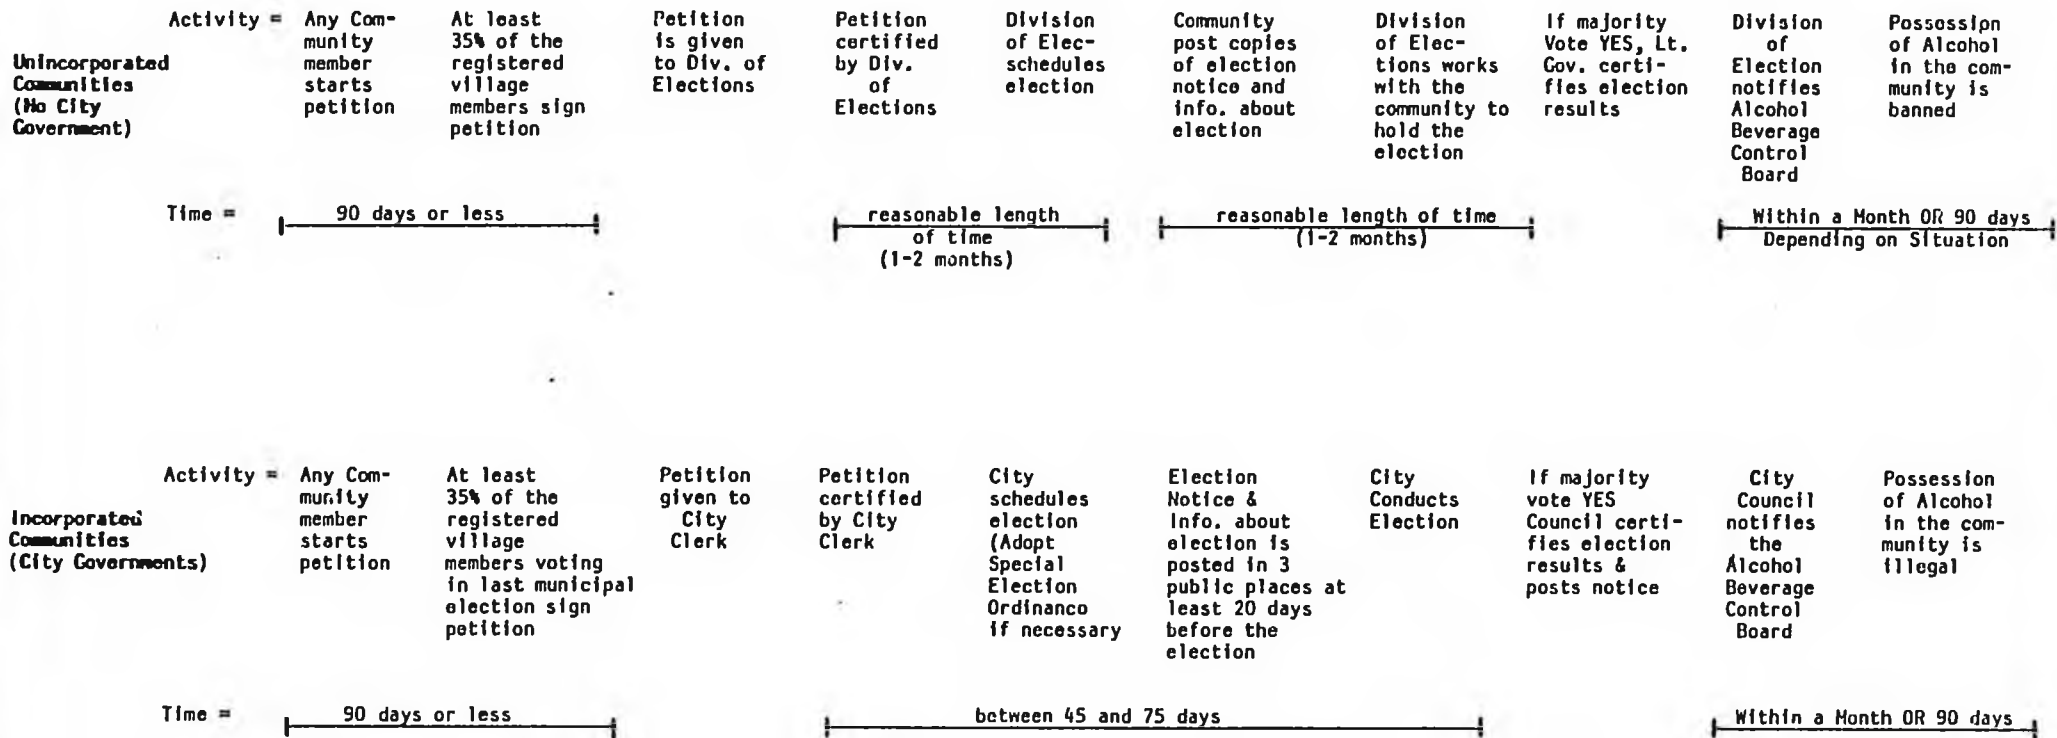 Activity =
Unincorporated
Communities
(No City
Government)
Any Com-
munity
member
starts
petition
At least
35% of the
registered
village
members sign
petition
Petition
is given
to Div. of
Elections
Petition
certified
by Div.
of
Elections
Division
of Elec-
schedules
election
Community
post copies
of election
notice and
info. about
election
Division
of Elec-
tions works
with the
community to
hold the
election
If majority
Vote YES, Lt.
Gov. certi-
fies election
results
Division
of
Election
notifies
Alcohol
Beverage
Control
Board
Possession
of Alcohol
in the com-
munity is
banned
Time =
90 days or less
reasonable length
of time
(1-2 months)
reasonable length of time
(1-2 months)
Within a Month OR 90 days
Depending on Situation
Activity =
Incorporated
Communities
(City Governments)
Any Com-
munity
member
starts
petition
At least
35% of the
registered
village
members voting
in last municipal
election sign
petition
Petition
given to
City
Clerk
Petition
certified
by City
Clerk
City
schedules
election
(Adopt
Special
Election
Ordinance
if necessary
Election
Notice &
Info. about
election is
posted in 3
public places at
least 20 days
before the
election
City
Conducts
Election
If majority
vote YES
Council certi-
fies election
results &
posts notice
City
Council
notifies
the
Alcohol
Beverage
Control
Board
Possession
of Alcohol
in the com-
munity is
illegal
Time =
90 days or less
between 45 and 75 days
Within a Month OR 90 days